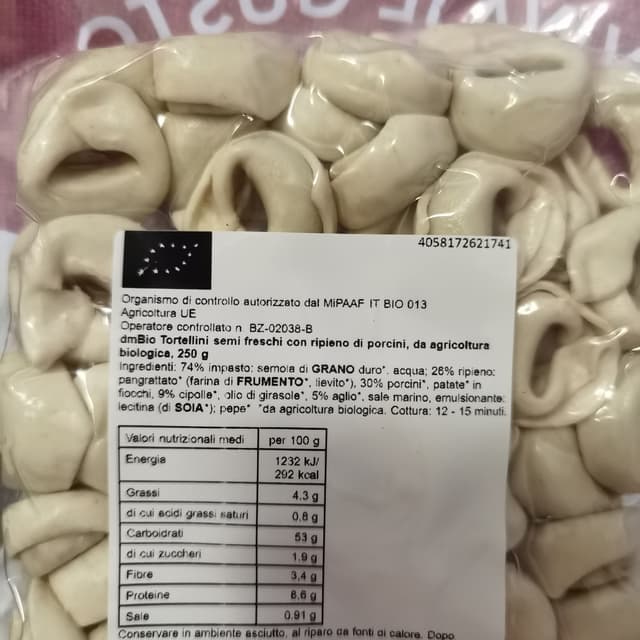 4058172621741
Organismo di controllo autorizzato dal MiPAAF IT BIO 013
Agricoltura UE
Operatore controllato n. BZ-02038-B
dmBio Tortellini semi freschi con ripieno di porcini, da agricoltura
biologica, 250 g
Ingredienti: 74% impasto: semola di GRANO duro*, acqua; 26% ripieno:
pangrattato* (farina di FRUMENTO*, lievito*), 30% porcini*, patate* in
fiocchi, 9% cipolle*, olio di girasole*, 5% aglio*, sale marino, emulsionante:
lecitina (di SOIA*); pepe* *da agricoltura biologica. Cottura: 12 - 15 minuti.
Valori nutrizionali medi per 100 g
Energia 1232 kJ/
292 kcal
Grassi 4,3 g
di cui acidi grassi saturi 0,8 g
Carboidrati 53 g
di cui zuccheri 1,9 g
Fibre 3,4 g
Proteine 8,6 g
Sale 0,91 g
Conservare in ambiente asciutto, al riparo da fonti di calore. Dopo